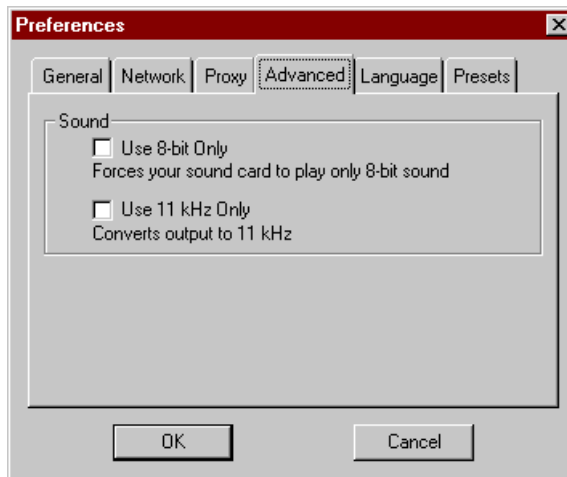 Preferences
General Network Proxy Advanced Language Presets
Sound
Use 8-bit Only
Forces your sound card to play only 8-bit sound
Use 11 kHz Only
Converts output to 11 kHz
OK Cancel